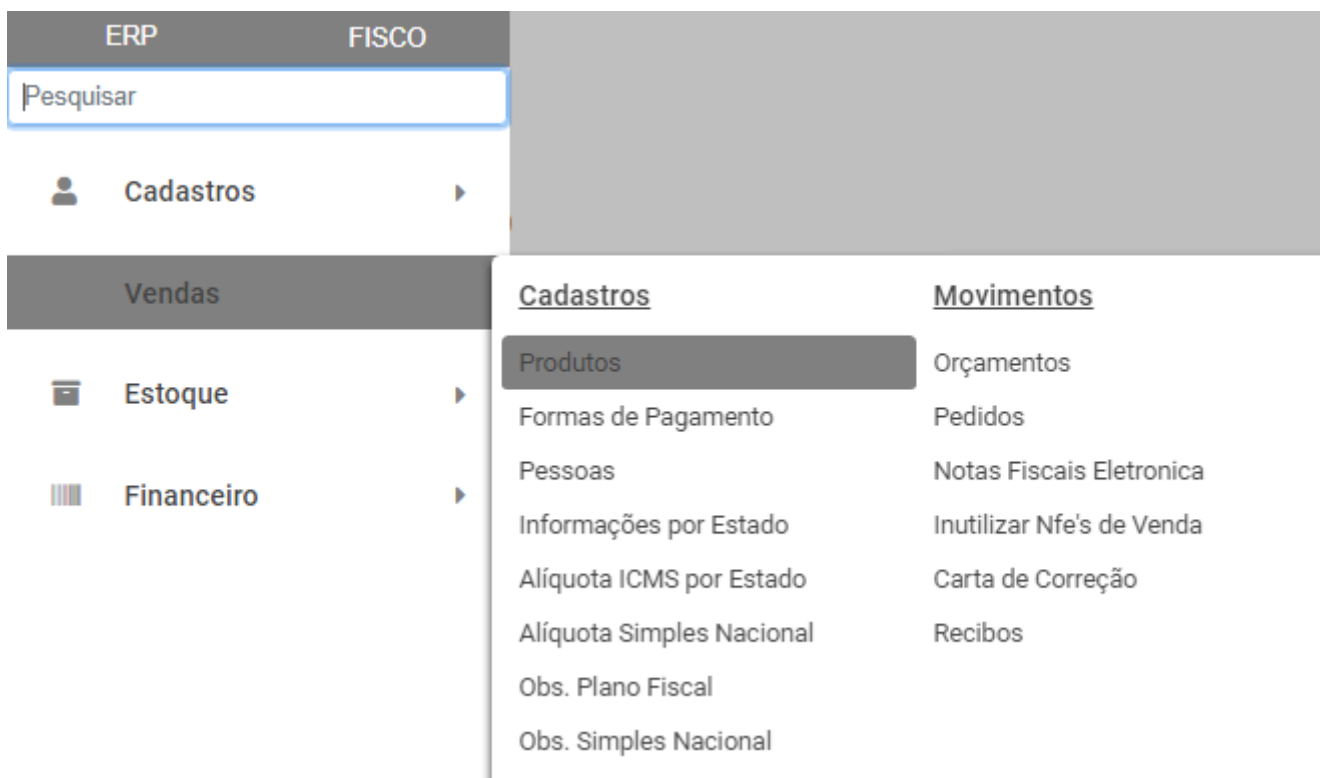 ERP FISCO
Pesquisar
Cadastros
Vendas
Estoque
Financeiro
Cadastros
Produtos
Formas de Pagamento
Pessoas
Informações por Estado
Alíquota ICMS por Estado
Alíquota Simples Nacional
Obs. Plano Fiscal
Obs. Simples Nacional
Movimentos
Orçamentos
Pedidos
Notas Fiscais Eletronica
Inutilizar Nfe's de Venda
Carta de Correção
Recibos